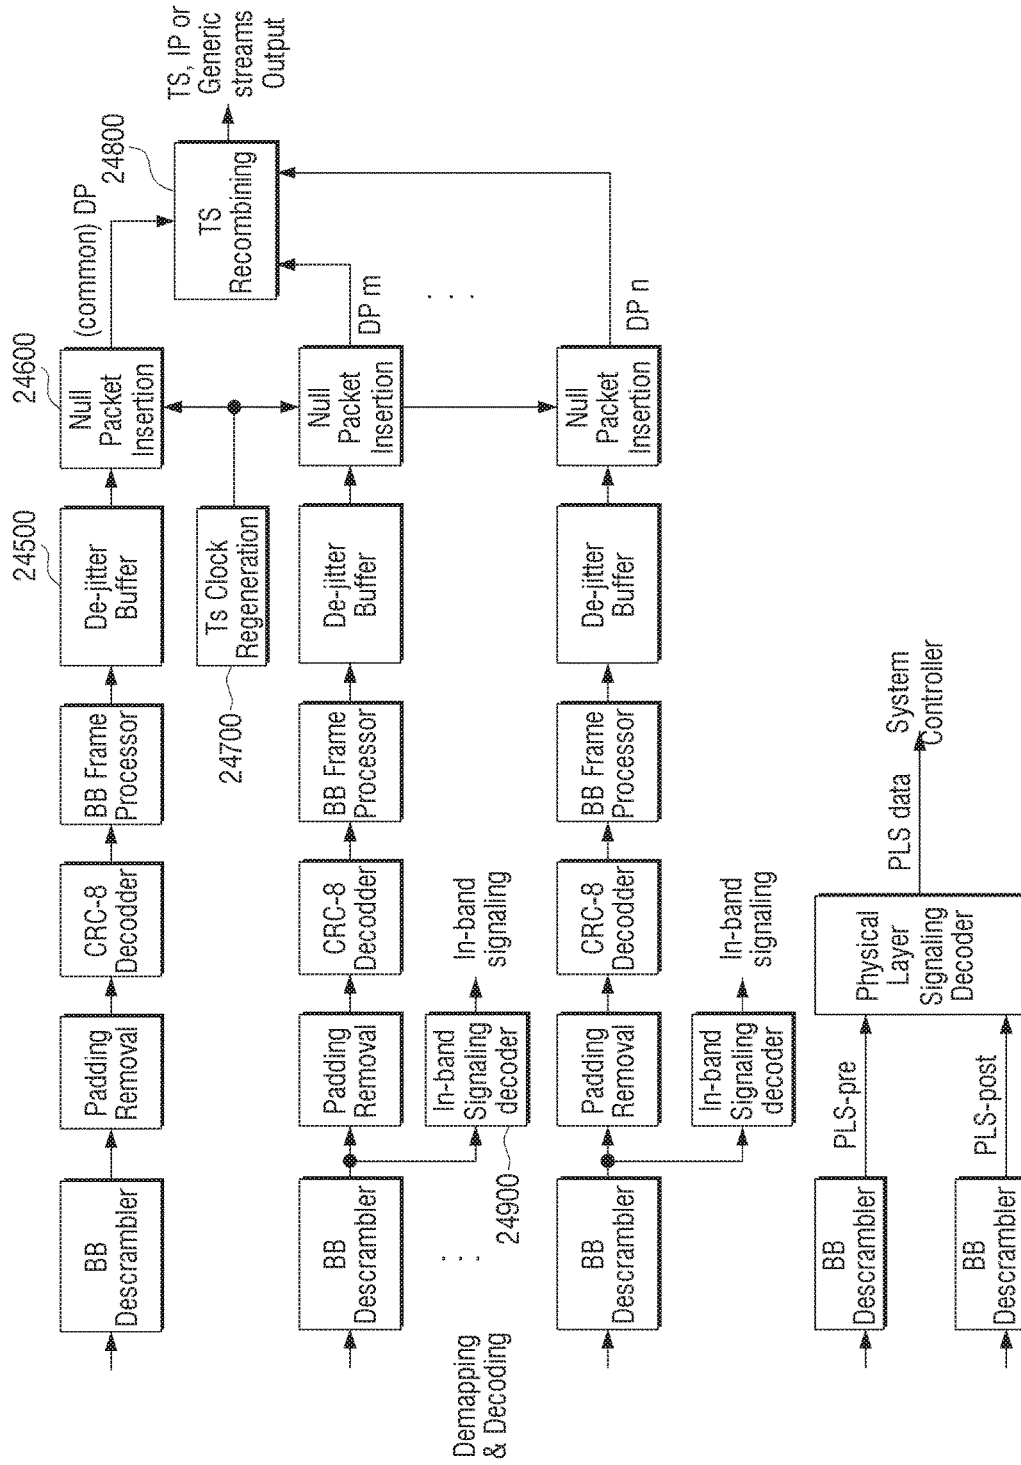 BB
Descrambler
Padding
Removal
CRC-8
Decodder
BB Frame
Processor
De-jitter
Buffer
24500
Null
Packet
Insertion
24600
(common) DP
Ts Clock
Regeneration
24700
TS
Recombining
24800
TS, IP or
Generic
streams
Output
BB
Descrambler
Padding
Removal
CRC-8
Decodder
BB Frame
Processor
De-jitter
Buffer
Null
Packet
Insertion
DP m
In-band
Signaling
decoder
24900
In-band
signaling
. . .
. . .
Demapping
& Decoding
BB
Descrambler
Padding
Removal
CRC-8
Decodder
BB Frame
Processor
De-jitter
Buffer
Null
Packet
Insertion
DP n
In-band
Signaling
decoder
In-band
signaling
BB
Descrambler
PLS-pre
BB
Descrambler
PLS-post
Physical
Layer
Signaling
Decoder
PLS data
System
Controller